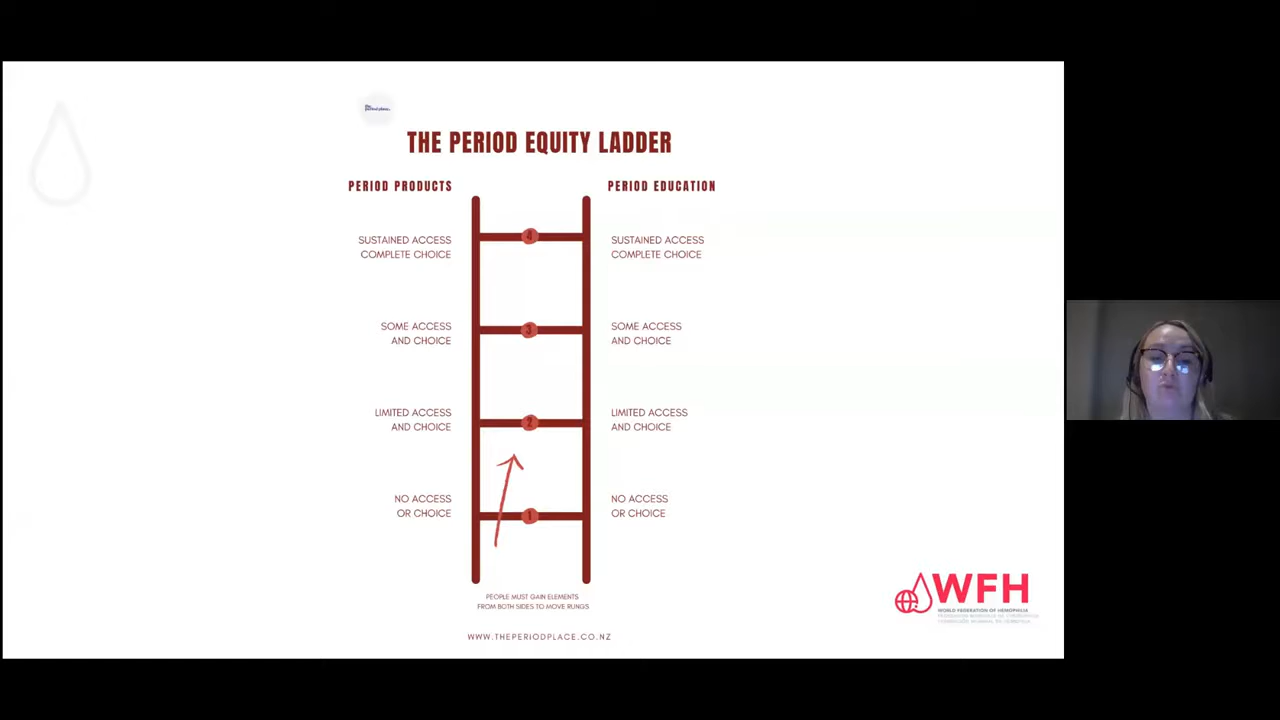 the
period place.
THE PERIOD EQUITY LADDER
PERIOD PRODUCTS
PERIOD EDUCATION
4
SUSTAINED ACCESS
COMPLETE CHOICE
SUSTAINED ACCESS
COMPLETE CHOICE
3
SOME ACCESS
AND CHOICE
SOME ACCESS
AND CHOICE
2
LIMITED ACCESS
AND CHOICE
LIMITED ACCESS
AND CHOICE
1
NO ACCESS
OR CHOICE
NO ACCESS
OR CHOICE
PEOPLE MUST GAIN ELEMENTS
FROM BOTH SIDES TO MOVE RUNGS
WWW.THEPERIODPLACE.CO.NZ
WFH
WORLD FEDERATION OF HEMOPHILIA